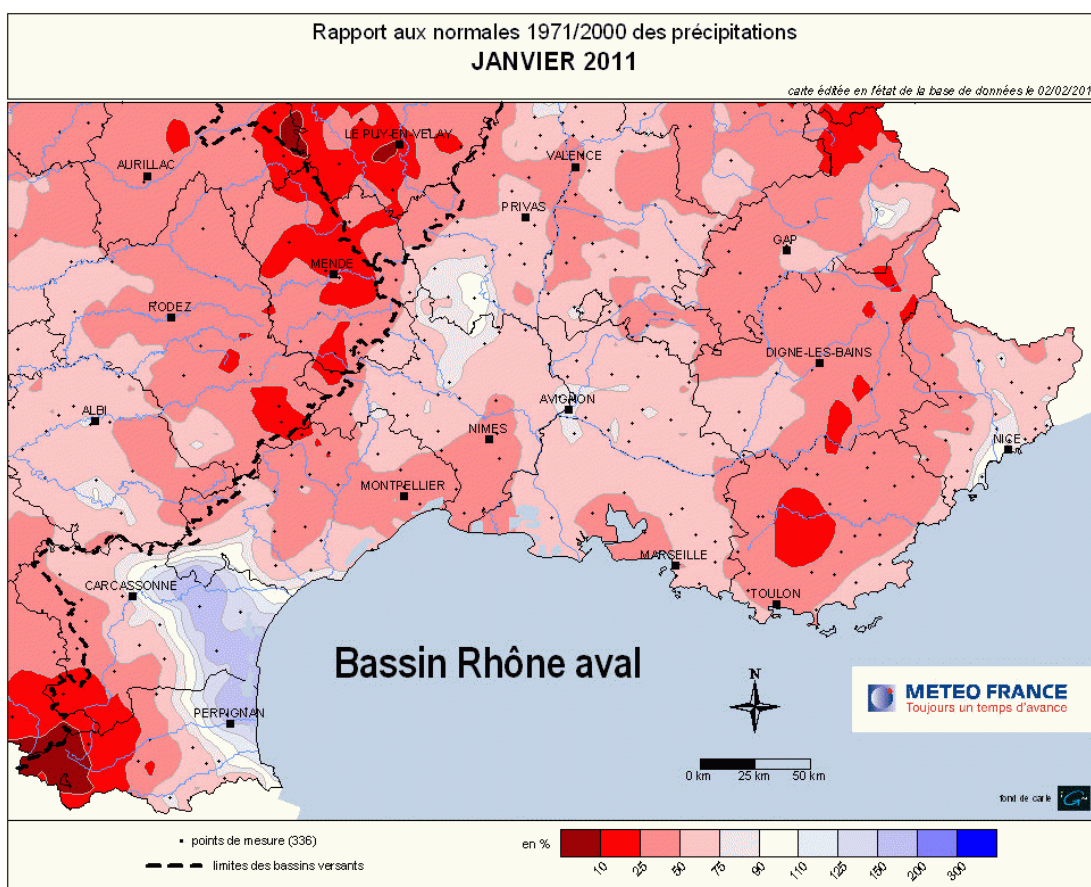 Rapport aux normales 1971/2000 des précipitations
JANVIER 2011
carte éditée en l'état de la base de données le 02/02/201
LE PUY-EN-VELAY
AURILLAC
VALENCE
PRIVAS
GAP
MENDE
RODEZ
DIGNE-LES-BAINS
ALBI
AVIGNON
NIMES
NICE
MONTPELLIER
MARSEILLE
CARCASSONNE
TOULON
Bassin Rhône aval
N
METEO FRANCE
Toujours un temps d'avance
PERPIGNAN
0 km 25 km 50 km
fond de carte
points de mesure (336)
limites des bassins versants
en %
10 25 50 75 90 110 125 150 200 300